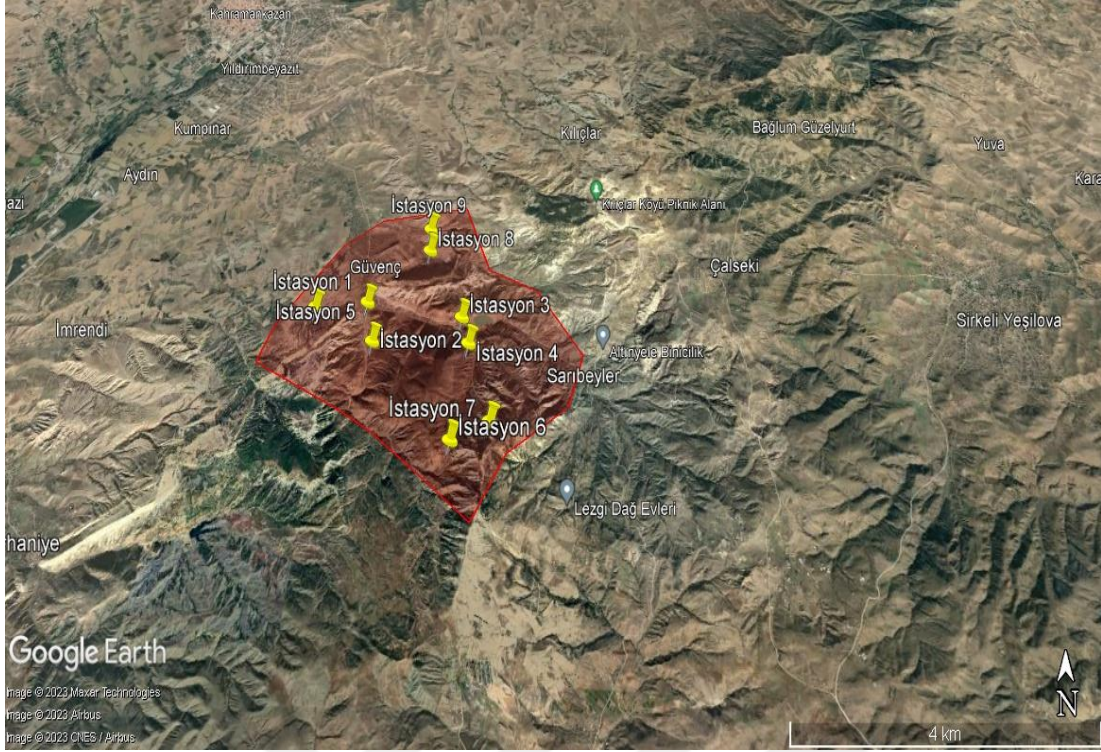 Kahramankazan
Yıldırımbeyazıt
Kumpınar
Kılıçlar
Bağlum Güzelyurt
Yuva
Aydın
Kara
azı
Kılıçlar Köyü Piknik Alanı
İstasyon 9
İstasyon 8
Güvenç
Çalseki
İstasyon 1
İstasyon 3
İstasyon 5
İmrendi
Sirkeli Yeşilova
İstasyon 2
İstasyon 4
Altınyele Binicilik
Sarıbeyler
İstasyon 7
İstasyon 6
Lezgi Dağ Evleri
rhaniye
Google Earth
Image © 2023 Maxar Technologies
Image © 2023 Airbus
Image © 2023 CNES / Airbus
N
4 km